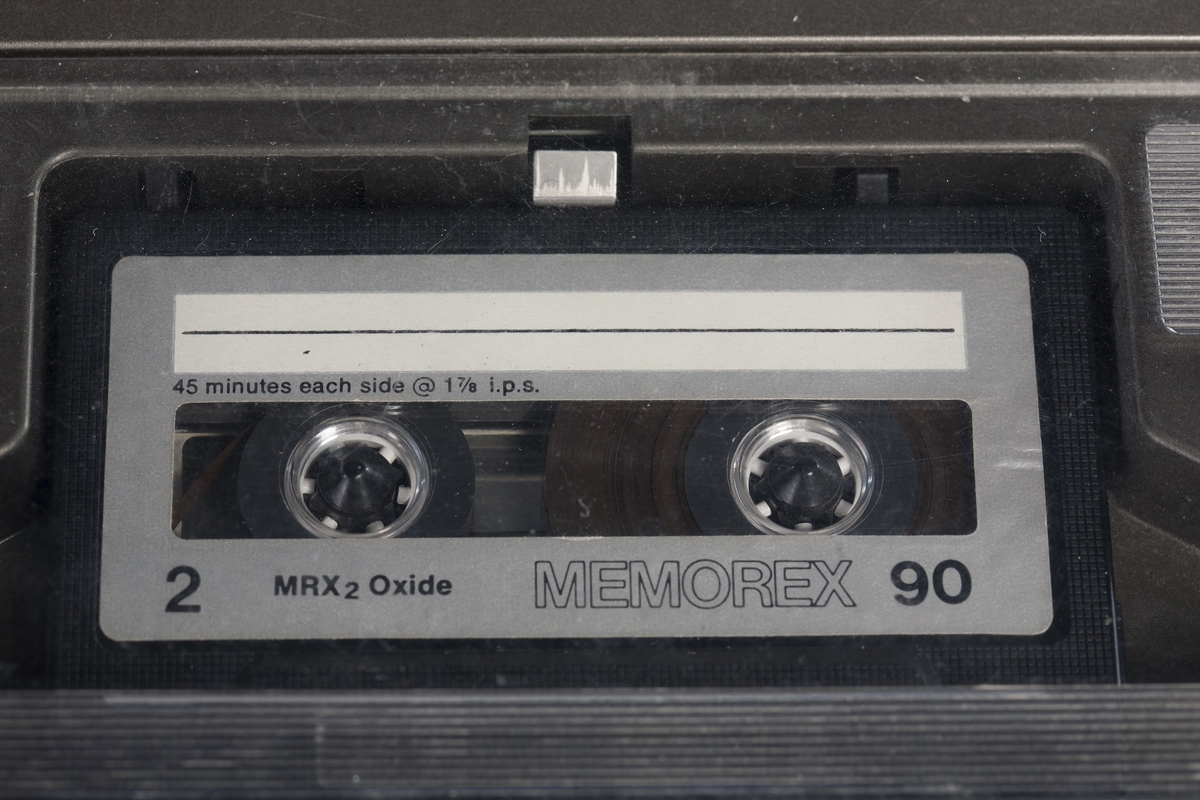 45 minutes each side @ 1⅞ i.p.s.
2 MRX₂ Oxide MEMOREX 90